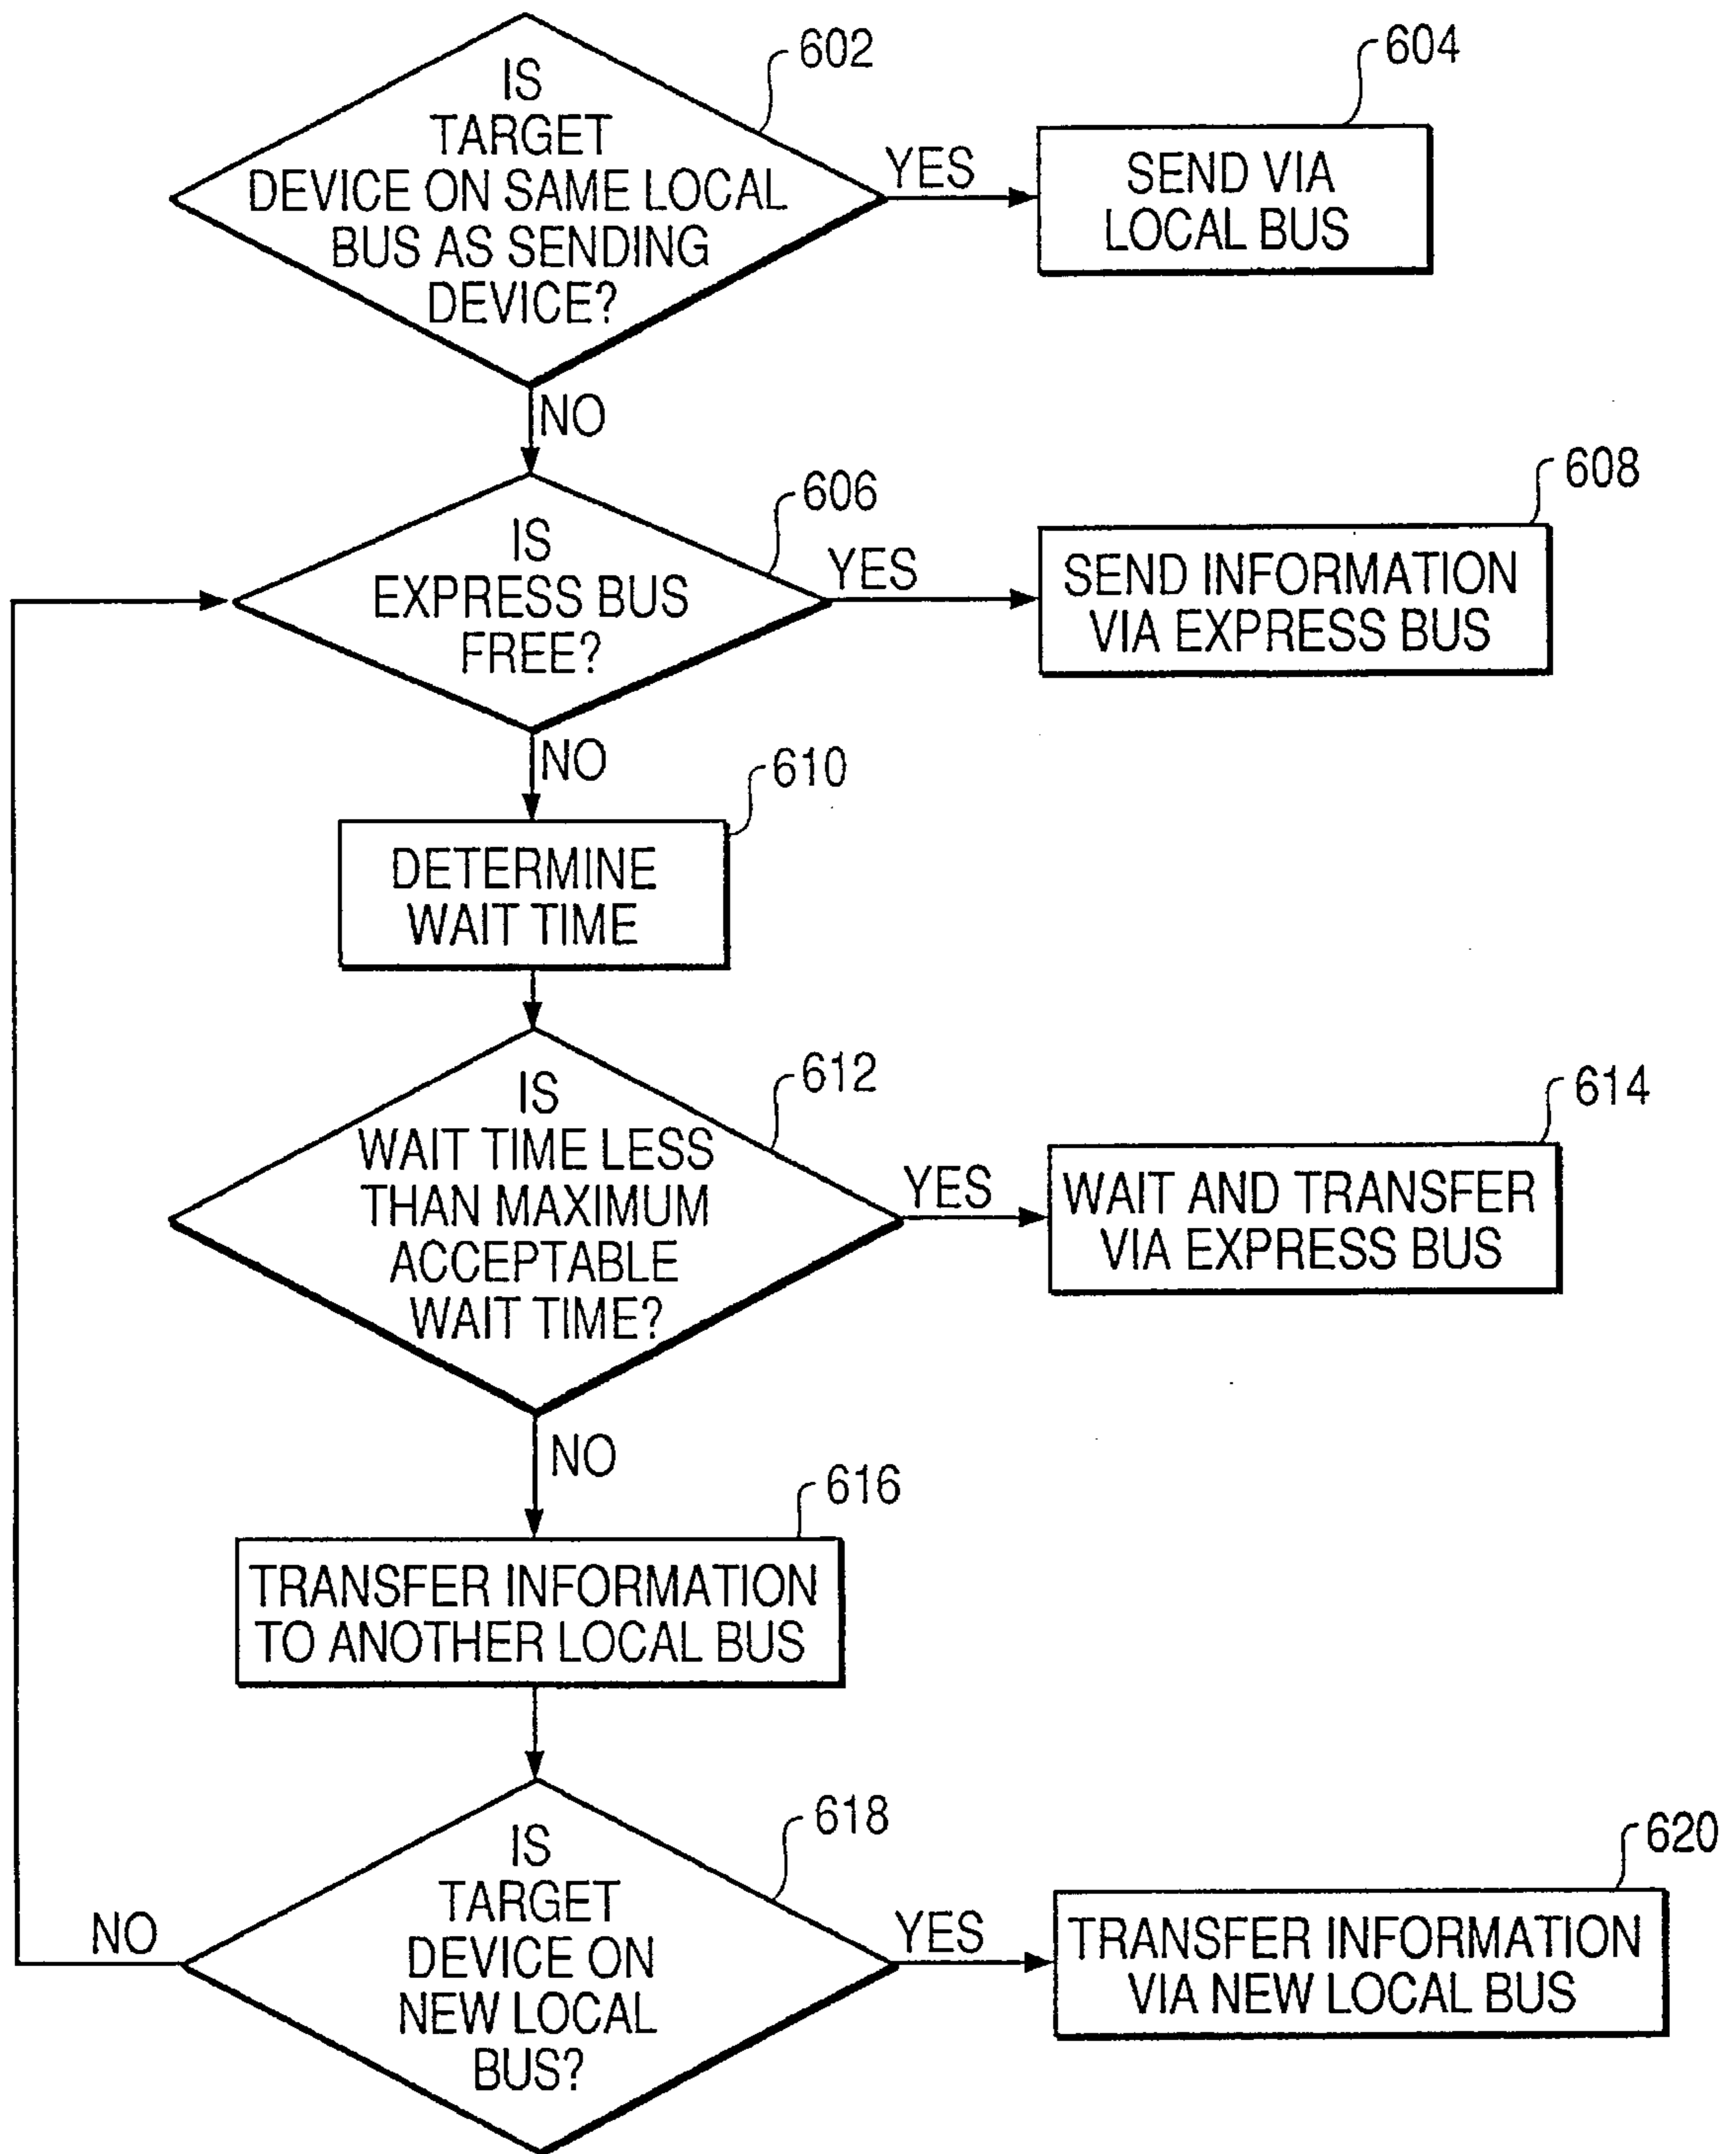 602
IS
TARGET
DEVICE ON SAME LOCAL
BUS AS SENDING
DEVICE?
YES
604
SEND VIA
LOCAL BUS
NO
606
IS
EXPRESS BUS
FREE?
YES
608
SEND INFORMATION
VIA EXPRESS BUS
NO
610
DETERMINE
WAIT TIME
612
IS
WAIT TIME LESS
THAN MAXIMUM
ACCEPTABLE
WAIT TIME?
YES
614
WAIT AND TRANSFER
VIA EXPRESS BUS
NO
616
TRANSFER INFORMATION
TO ANOTHER LOCAL BUS
618
IS
TARGET
DEVICE ON
NEW LOCAL
BUS?
NO
YES
620
TRANSFER INFORMATION
VIA NEW LOCAL BUS